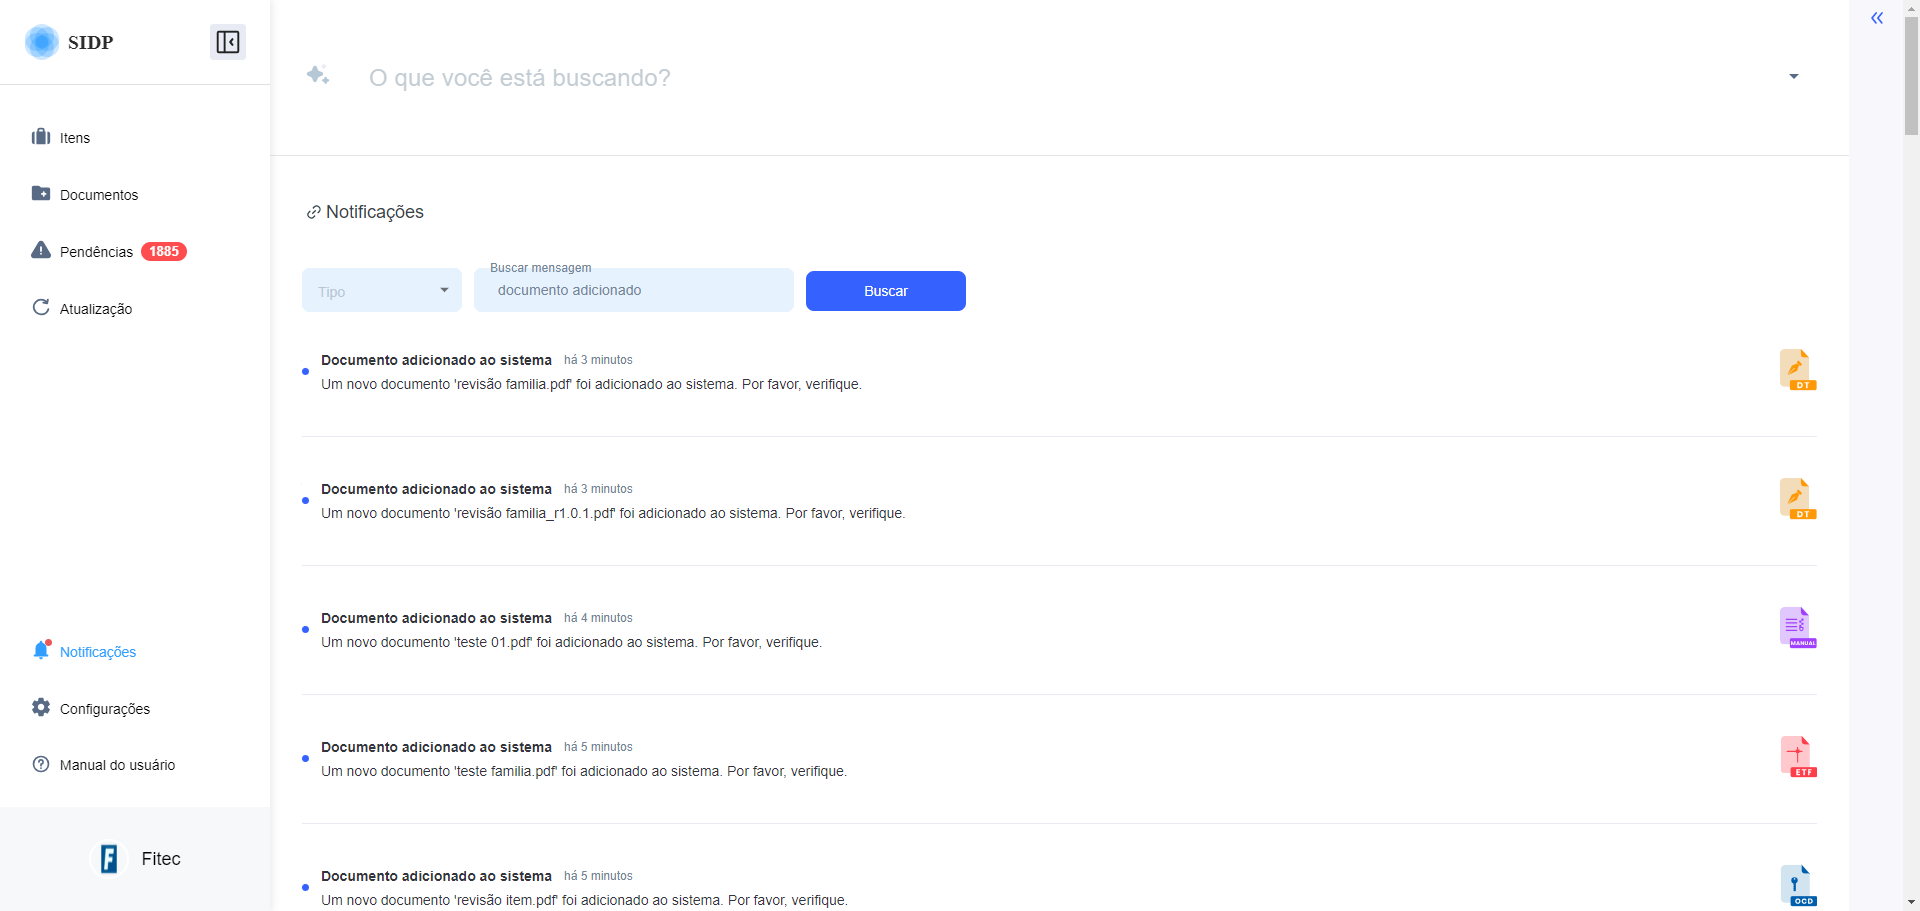 SIDP
O que você está buscando?
Itens
Documentos
Pendências 1885
Atualização
Notificações
Tipo
Buscar mensagem
documento adicionado
Buscar
Documento adicionado ao sistema há 3 minutos
Um novo documento 'revisão familia.pdf' foi adicionado ao sistema. Por favor, verifique.
DT
Documento adicionado ao sistema há 3 minutos
Um novo documento 'revisão familia_r1.0.1.pdf' foi adicionado ao sistema. Por favor, verifique.
DT
Documento adicionado ao sistema há 4 minutos
Um novo documento 'teste 01.pdf' foi adicionado ao sistema. Por favor, verifique.
MANUAL
Documento adicionado ao sistema há 5 minutos
Um novo documento 'teste familia.pdf' foi adicionado ao sistema. Por favor, verifique.
ETF
Documento adicionado ao sistema há 5 minutos
Um novo documento 'revisão item.pdf' foi adicionado ao sistema. Por favor, verifique.
OCD
Notificações
Configurações
Manual do usuário
F Fitec